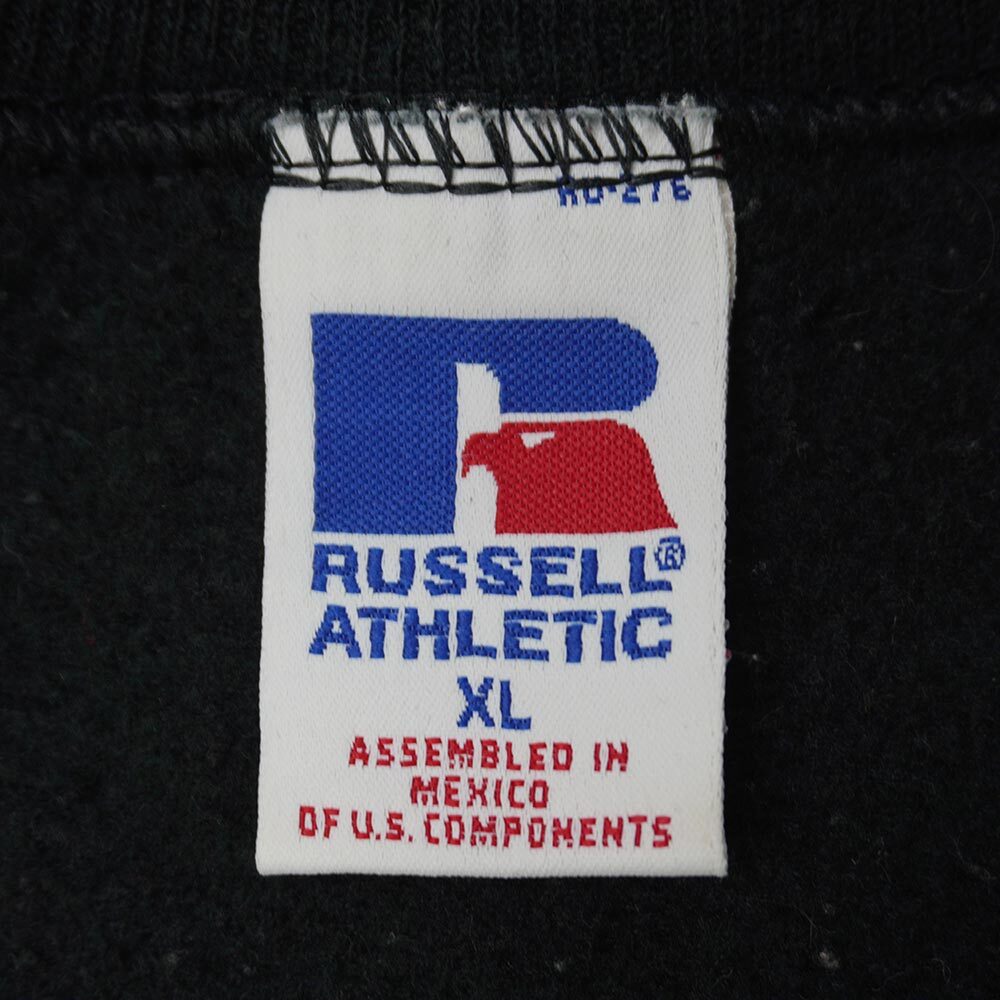 RUSSELL®
ATHLETIC
XL
ASSEMBLED IN
MEXICO
OF U.S. COMPONENTS